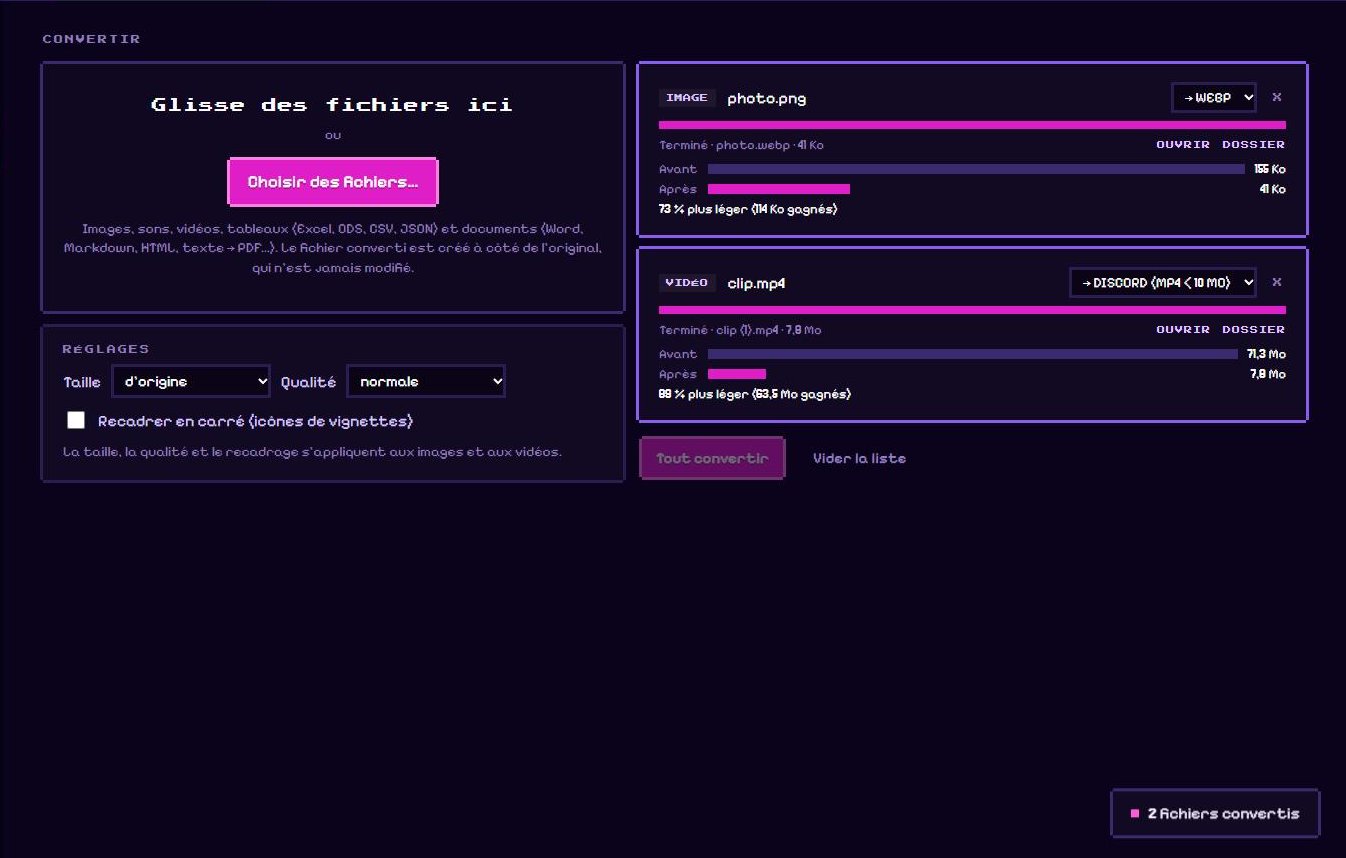 CONVERTIR
Glisse des fichiers ici
ou
Choisir des fichiers...
Images, sons, vidéos, tableaux (Excel, ODS, CSV, JSON) et documents (Word,
Markdown, HTML, texte → PDF...). Le fichier converti est créé à côté de l'original,
qui n'est jamais modifié.
RÉGLAGES
Taille d'origine Qualité normale
Recadrer en carré (icônes de vignettes)
La taille, la qualité et le recadrage s'appliquent aux images et aux vidéos.
IMAGE photo.png → WEBP ×
Terminé · photo.webp · 41 Ko OUVRIR DOSSIER
Avant 155 Ko
Après 41 Ko
73 % plus léger (114 Ko gagnés)
VIDÉO clip.mp4 → DISCORD (MP4 < 10 MO) ×
Terminé · clip (1).mp4 · 7,8 Mo OUVRIR DOSSIER
Avant 71,3 Mo
Après 7,8 Mo
89 % plus léger (63,5 Mo gagnés)
Tout convertir Vider la liste
2 fichiers convertis